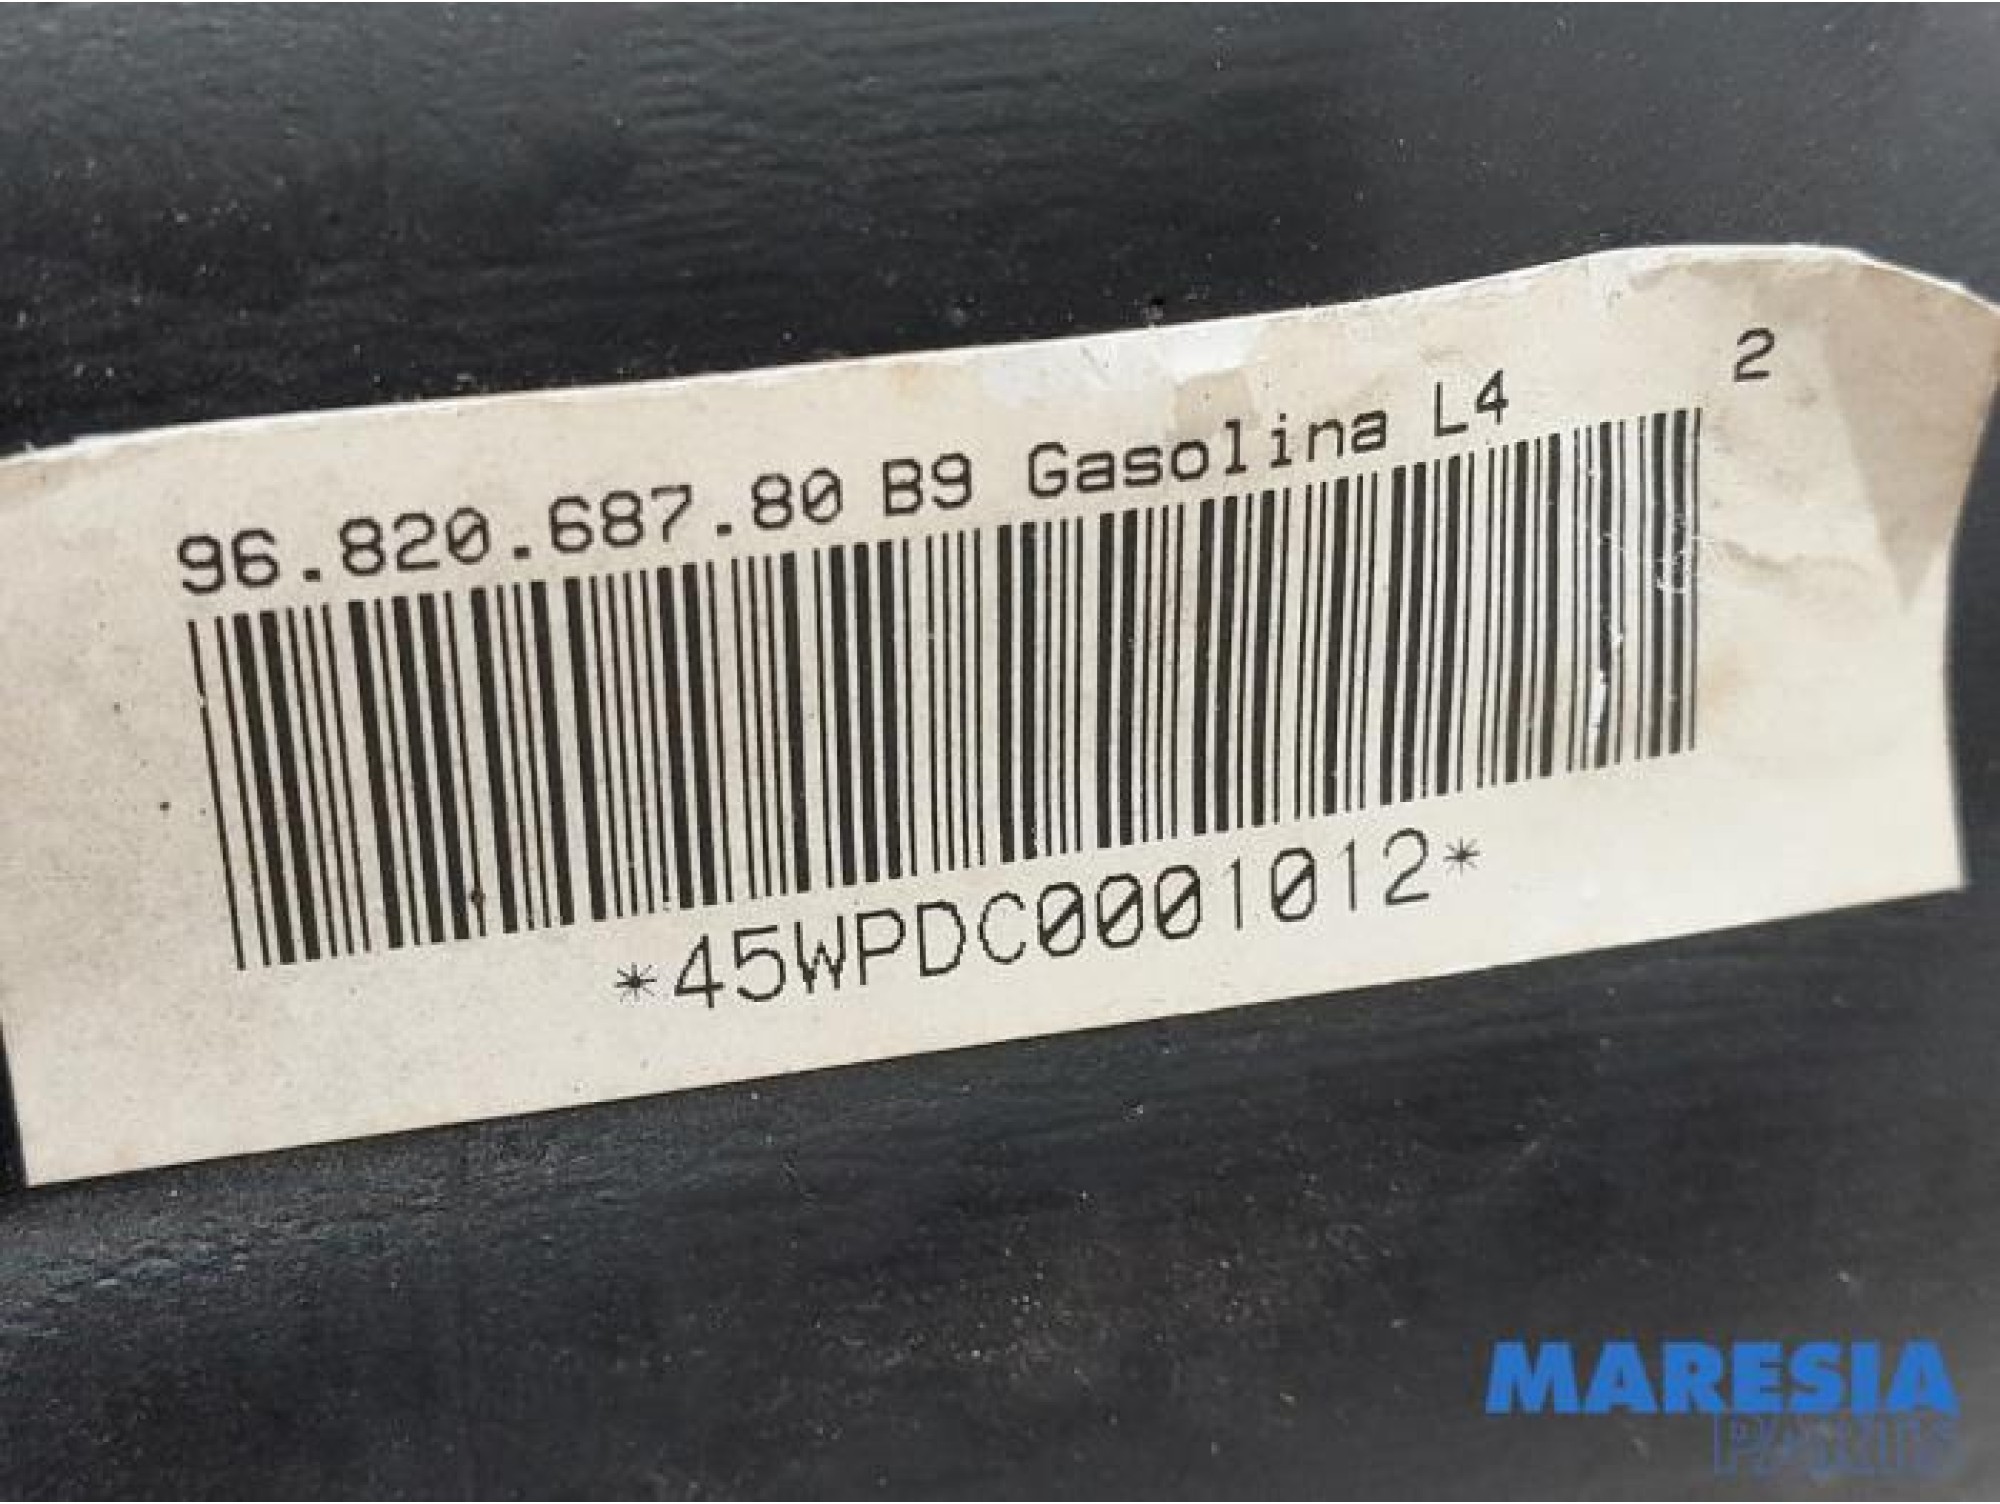 96.820.687.80 B9 Gasolina L4 2
*45WPDC0001012*
MARESIA
PARTS